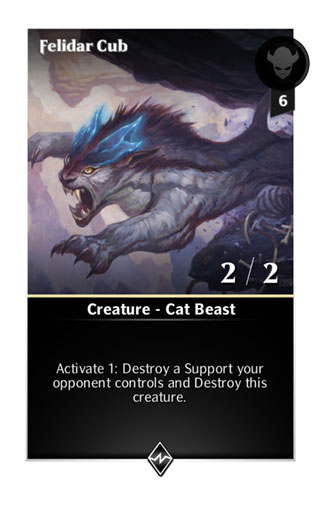 Felidar Cub
6
2 / 2
Creature - Cat Beast
Activate 1: Destroy a Support your
opponent controls and Destroy this
creature.